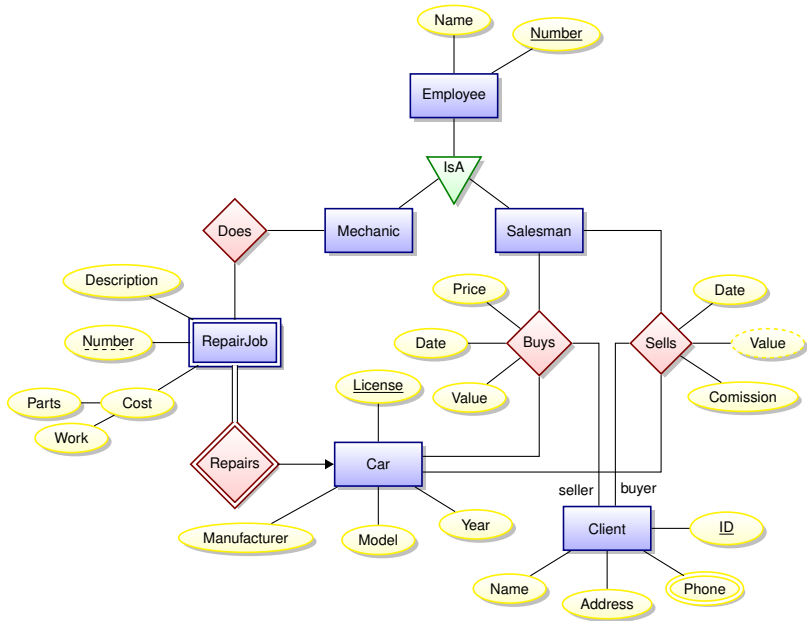 Name
Number
Employee
IsA
Does
Mechanic
Salesman
Description
Price
Date
Number
RepairJob
Date
Buys
Sells
Value
License
Parts
Cost
Value
Comission
Work
Repairs
Car
seller
buyer
Manufacturer
Model
Year
Client
ID
Name
Address
Phone